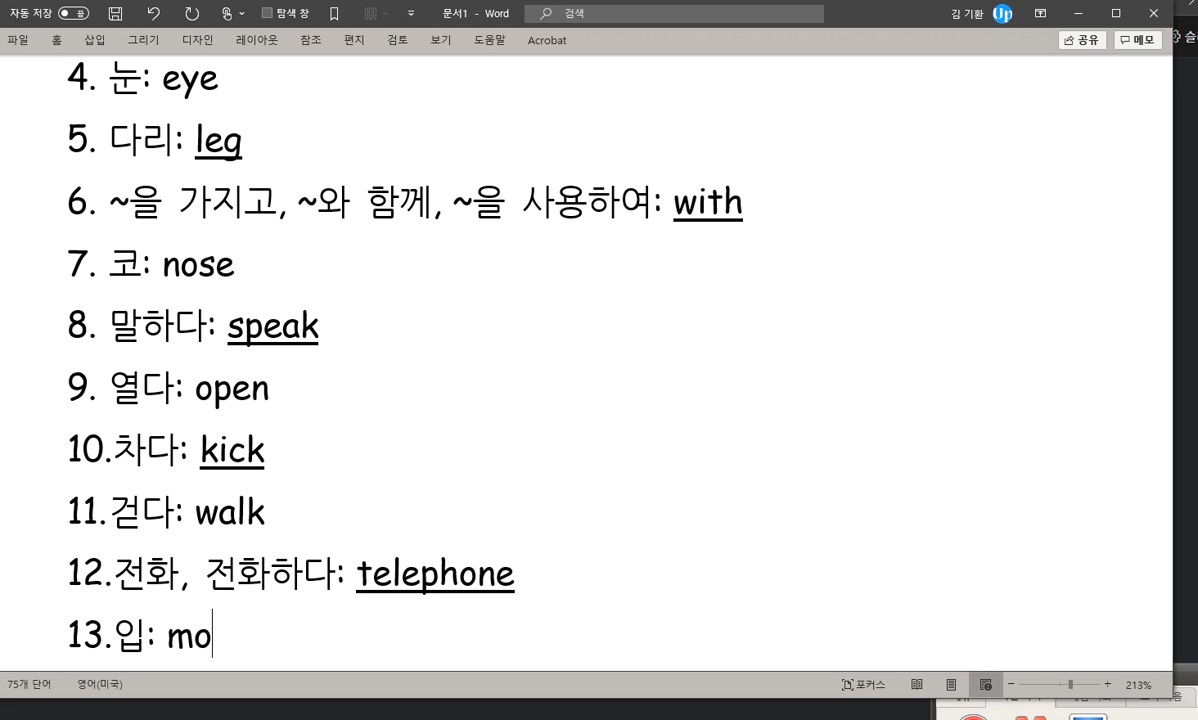 자동 저장 끔 탐색 창 문서1 - Word 검색 김 기환 Up
파일 홈 삽입 그리기 디자인 레이아웃 참조 편지 검토 보기 도움말 Acrobat 공유 메모
4. 눈: eye
5. 다리: leg
6. ~을 가지고, ~와 함께, ~을 사용하여: with
7. 코: nose
8. 말하다: speak
9. 열다: open
10.차다: kick
11.걷다: walk
12.전화, 전화하다: telephone
13.입: mo
75개 단어 영어(미국) 포커스 213%